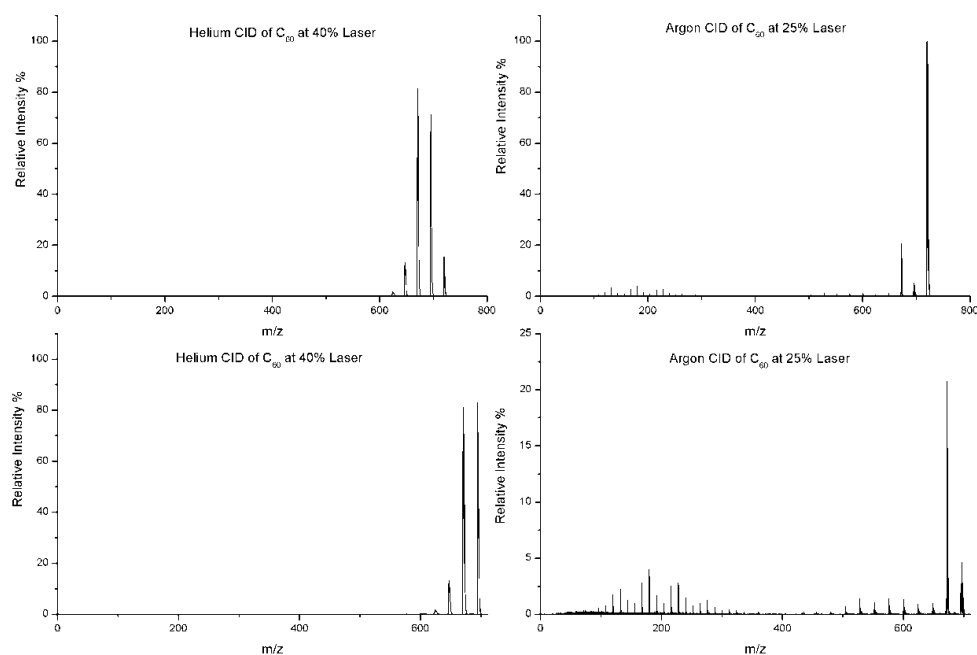 Helium CID of C₆₀ at 40% Laser
Relative Intensity %
100
80
60
40
20
0
0 200 400 600 800
m/z
Argon CID of C₆₀ at 25% Laser
Relative Intensity %
100
80
60
40
20
0
0 200 400 600 800
m/z
Helium CID of C₆₀ at 40% Laser
Relative Intensity %
100
80
60
40
20
0
0 200 400 600
m/z
Argon CID of C₆₀ at 25% Laser
Relative Intensity %
25
20
15
10
5
0
0 200 400 600
m/z